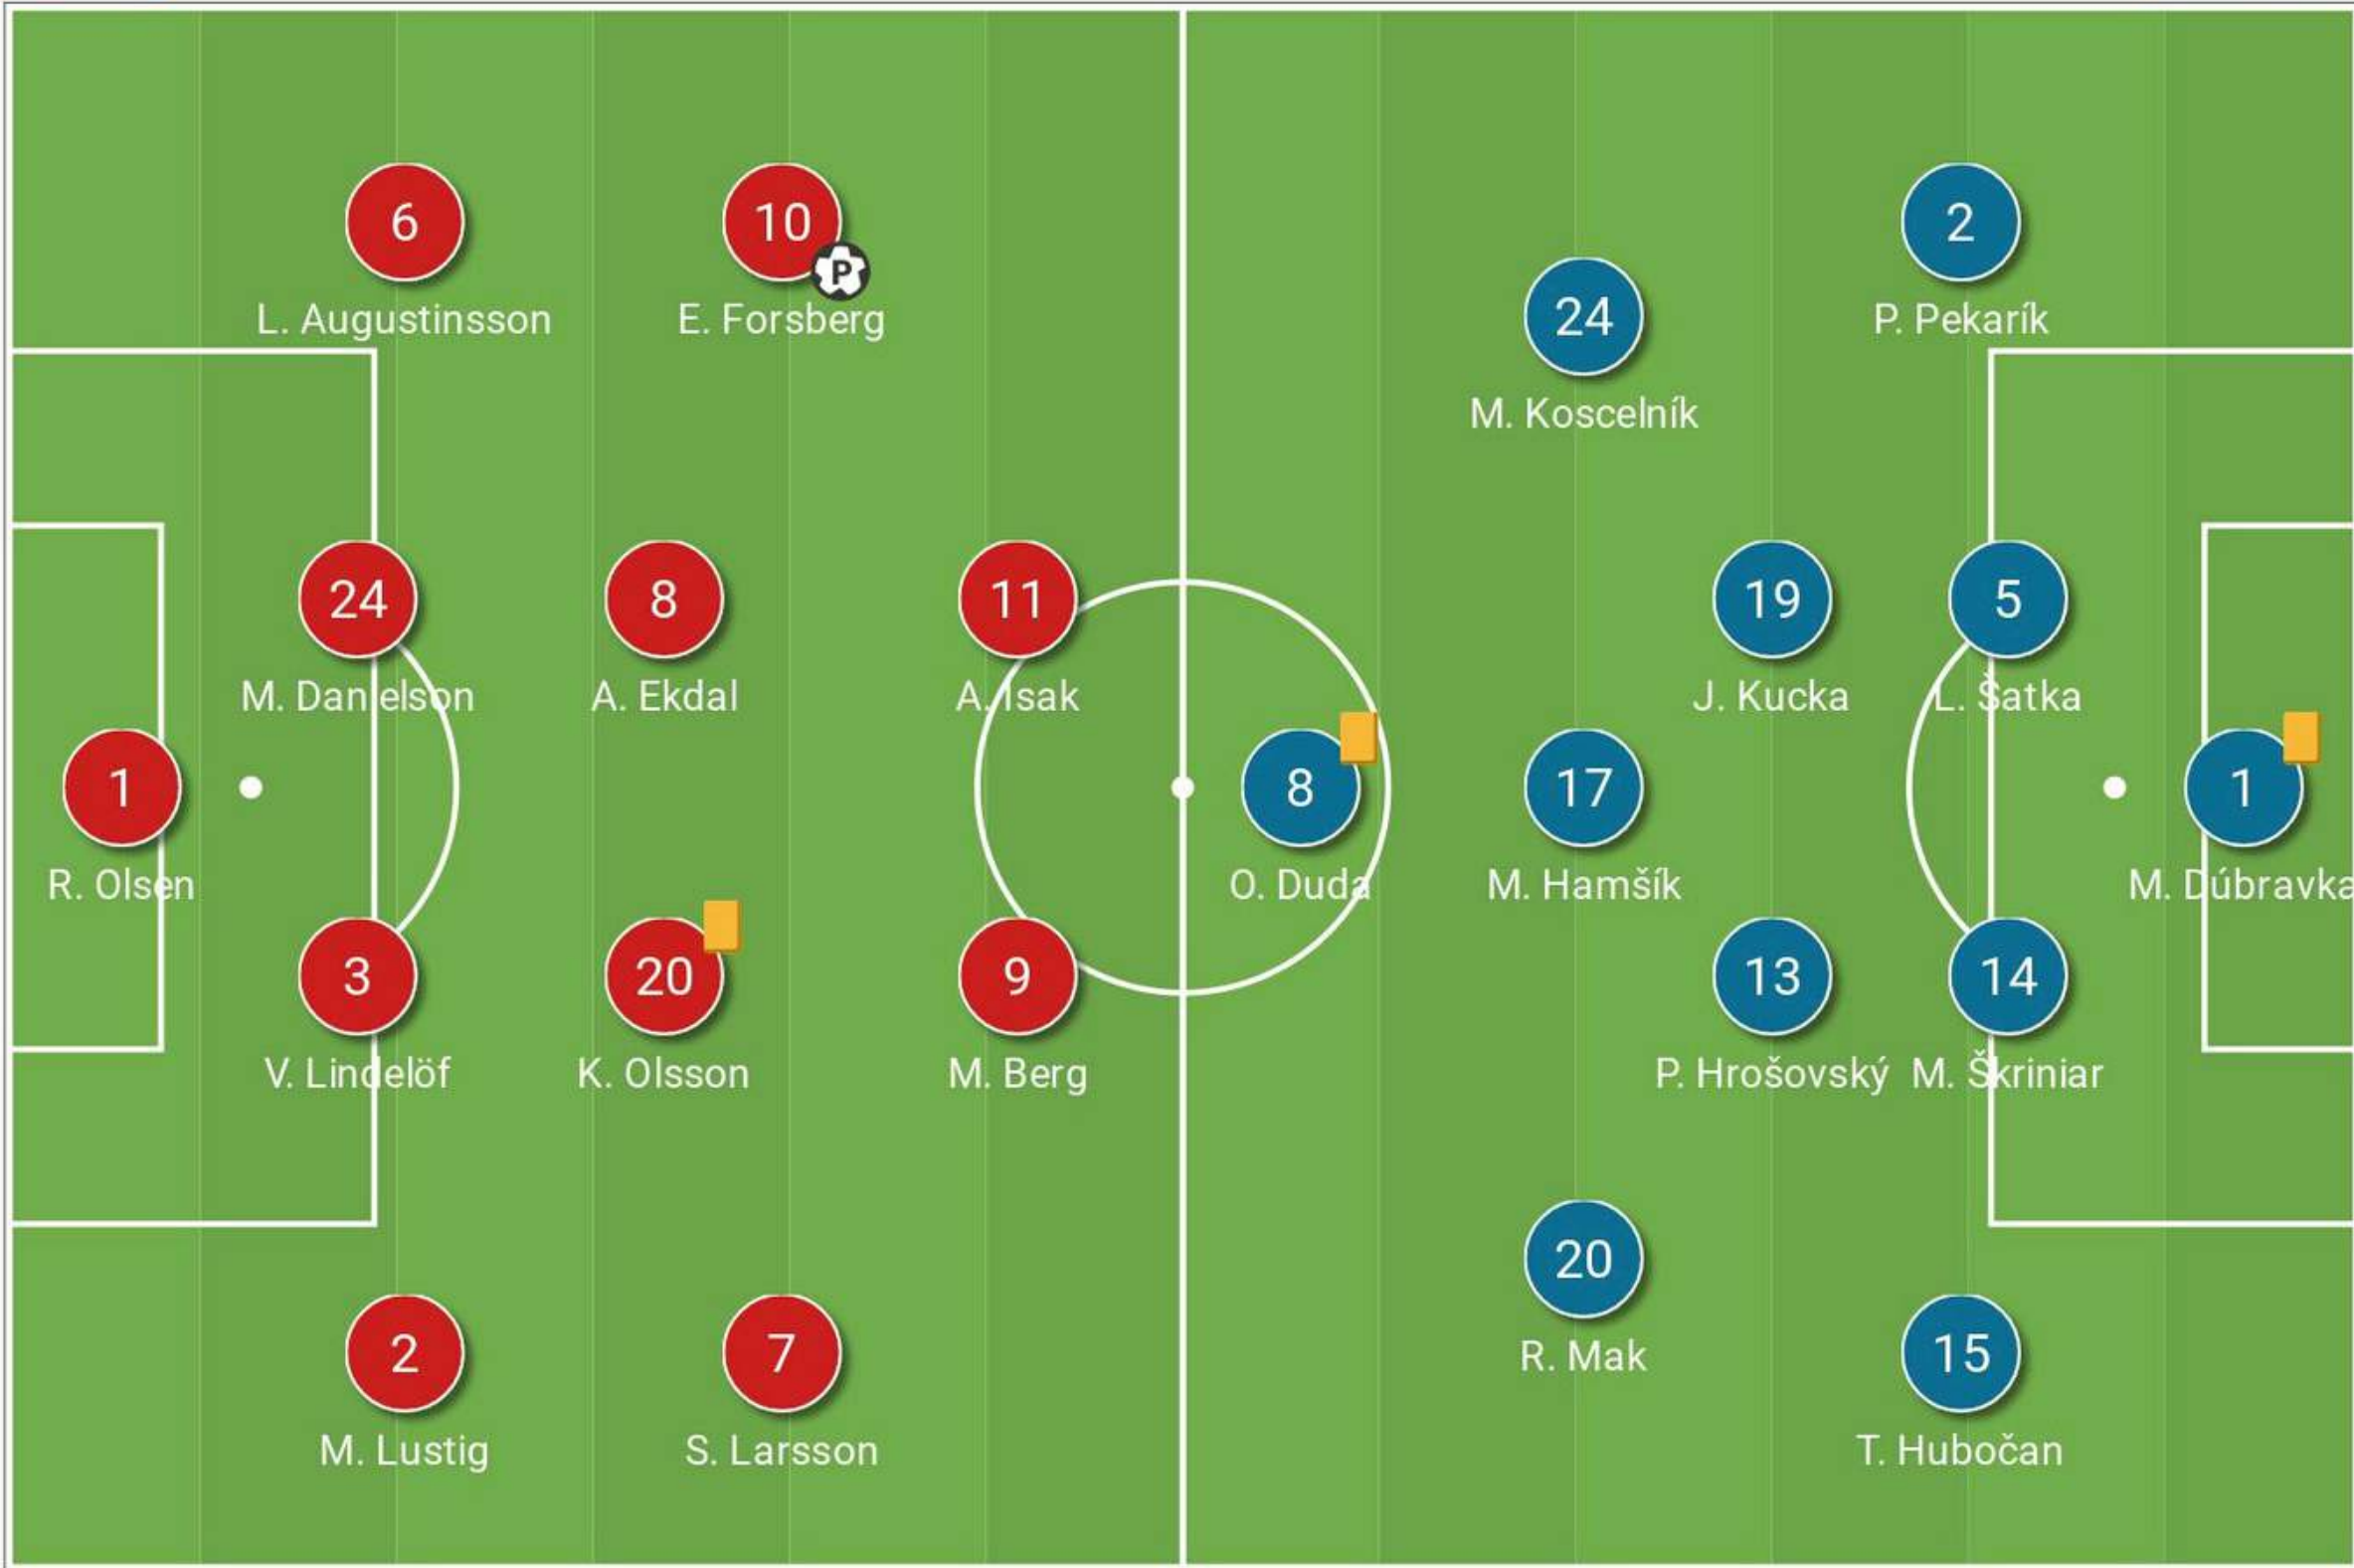 6
L. Augustinsson
10
P
E. Forsberg
2
P. Pekarík
24
M. Koscelník
24
M. Danielson
8
A. Ekdal
11
A. Isak
19
J. Kucka
5
L. Šatka
1
R. Olsen
8
O. Duda
17
M. Hamšík
1
M. Dúbravka
3
V. Lindelöf
20
K. Olsson
9
M. Berg
13
P. Hrošovský
14
M. Škriniar
20
R. Mak
2
M. Lustig
7
S. Larsson
15
T. Hubočan